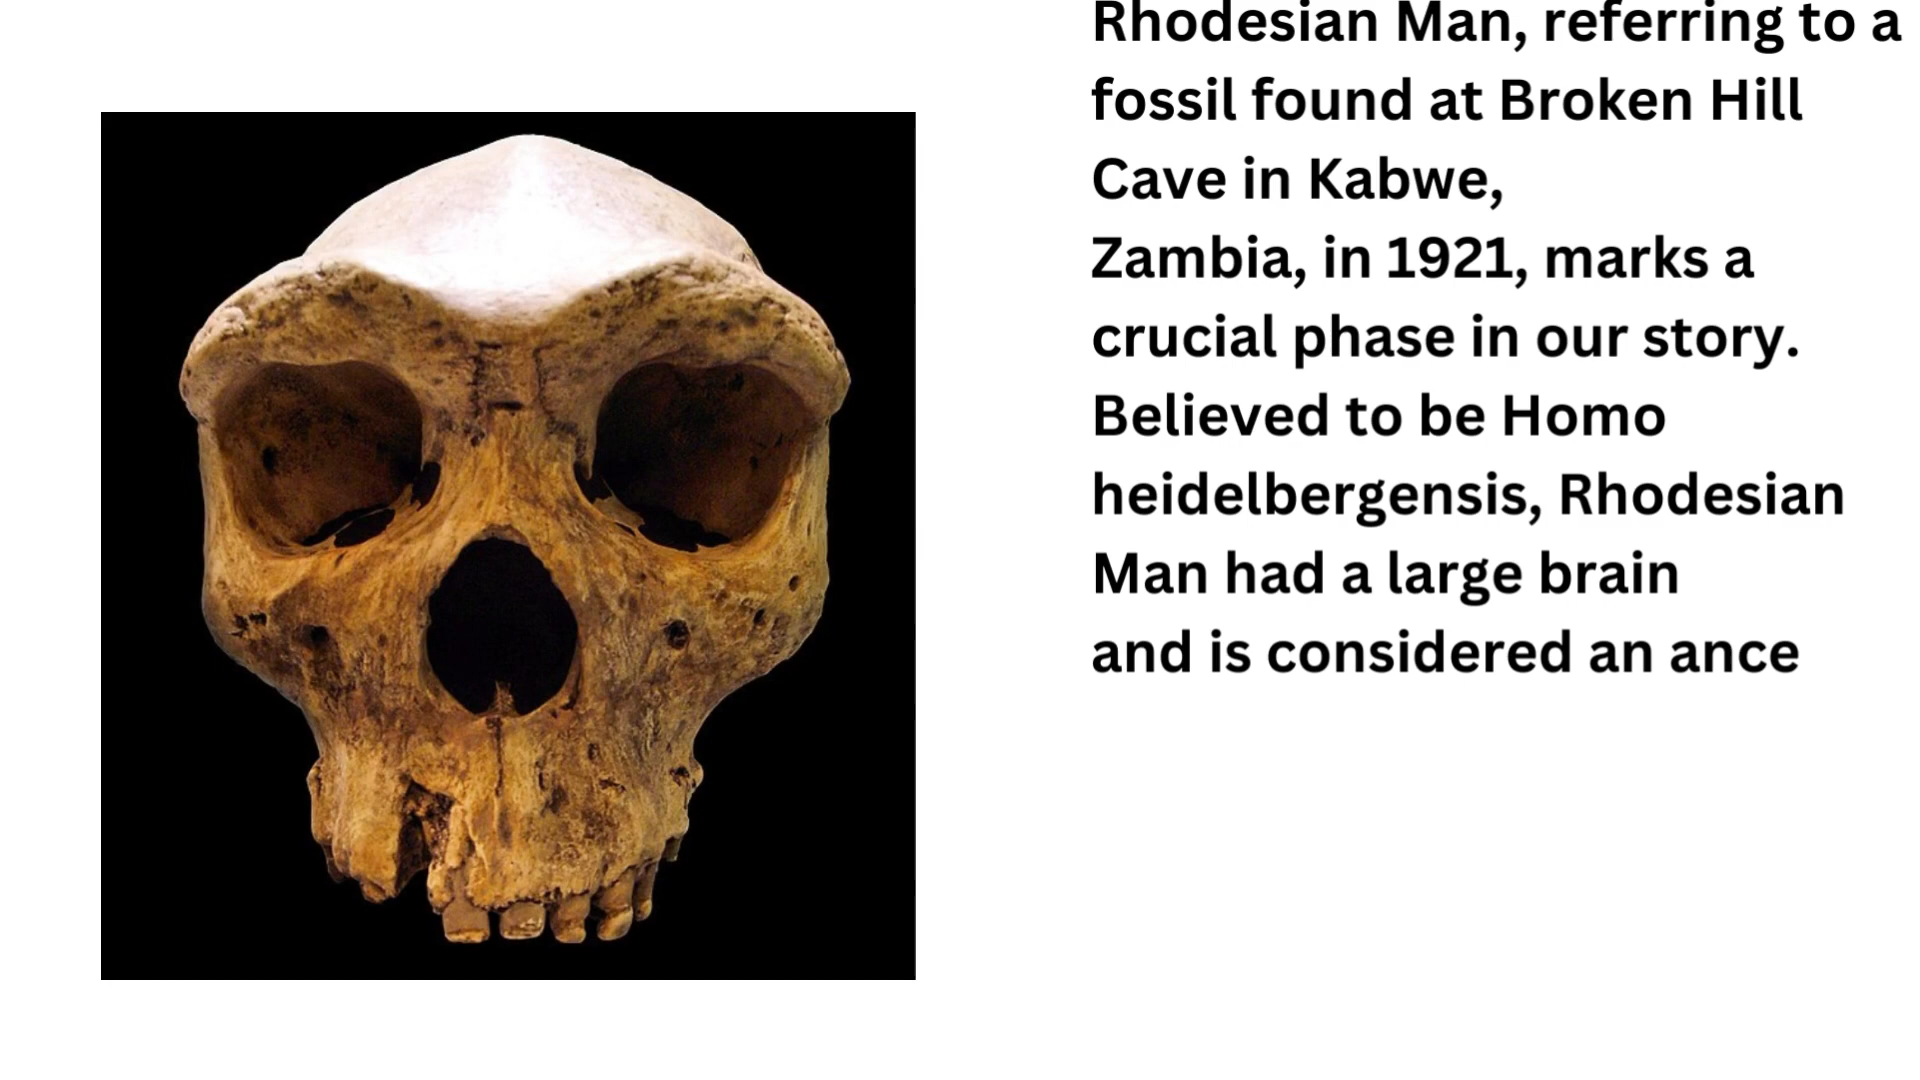 Rhodesian Man, referring to a
fossil found at Broken Hill
Cave in Kabwe,
Zambia, in 1921, marks a
crucial phase in our story.
Believed to be Homo
heidelbergensis, Rhodesian
Man had a large brain
and is considered an ance